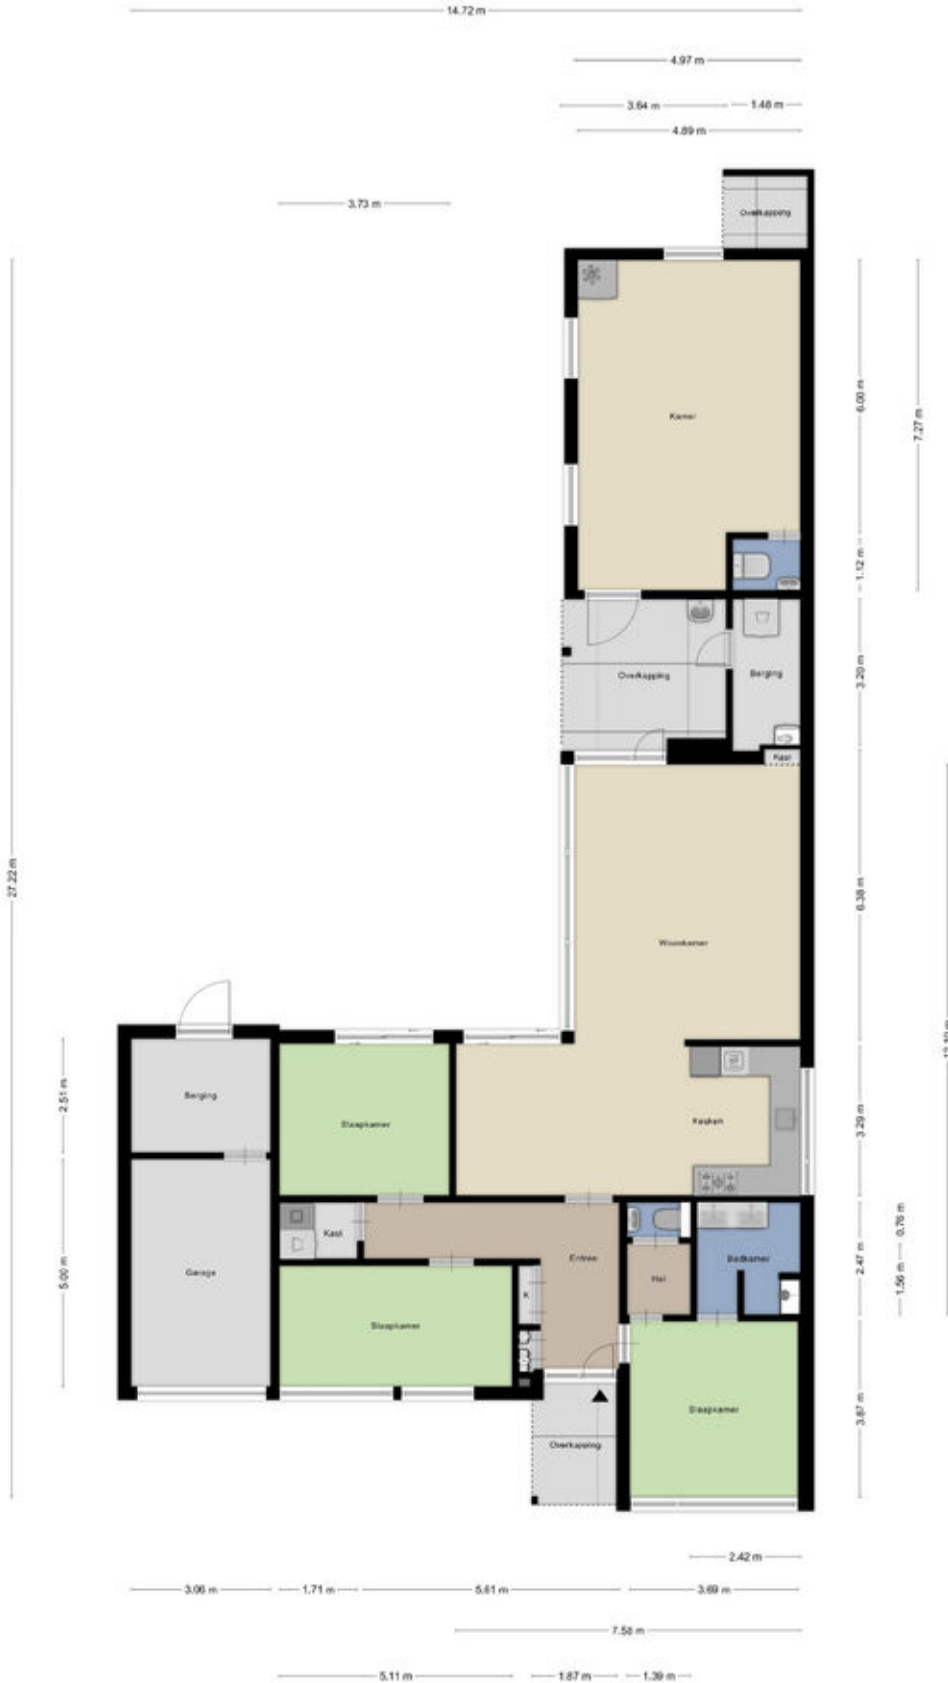 14.72 m
4.97 m
3.64 m
1.48 m
4.89 m
3.73 m
Overkapping
Kamer
6.00 m
7.27 m
1.12 m
Overkapping
Berging
3.20 m
Kast
27.22 m
6.38 m
Woonkamer
Berging
2.51 m
Slaapkamer
Keuken
3.29 m
Kast
Entree
Hal
Badkamer
2.47 m
0.76 m
1.56 m
Garage
5.00 m
K
Slaapkamer
Slaapkamer
3.87 m
Overkapping
2.42 m
3.06 m
1.71 m
5.61 m
3.69 m
7.58 m
5.11 m
1.87 m
1.39 m